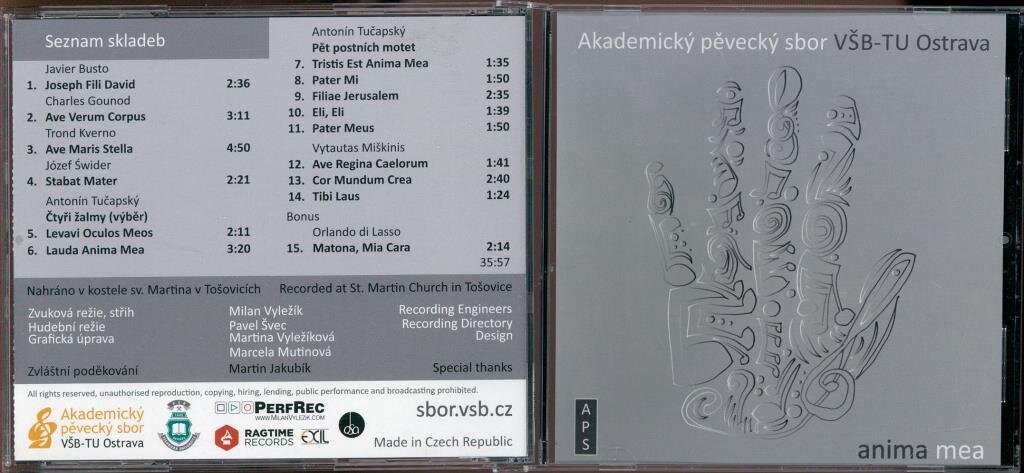 Seznam skladeb
Javier Busto
1. Joseph Fili David 2:36
Charles Gounod
2. Ave Verum Corpus 3:11
Trond Kverno
3. Ave Maris Stella 4:50
Józef Świder
4. Stabat Mater 2:21
Antonín Tučapský
Čtyři žalmy (výběr)
5. Levavi Oculos Meos 2:11
6. Lauda Anima Mea 3:20
Antonín Tučapský
Pět postních motet
7. Tristis Est Anima Mea 1:35
8. Pater Mi 1:50
9. Filiae Jerusalem 2:35
10. Eli, Eli 1:39
11. Pater Meus 1:50
Vytautas Miškinis
12. Ave Regina Caelorum 1:41
13. Cor Mundum Crea 2:40
14. Tibi Laus 1:24
Bonus
Orlando di Lasso
15. Matona, Mia Cara 2:14
35:57
Nahráno v kostele sv. Martina v Tošovicích Recorded at St. Martin Church in Tošovice
Zvuková režie, střih Milan Vyležík Recording Engineers
Hudební režie Pavel Švec Recording Directory
Grafická úprava Martina Vyležíková Design
Marcela Mutinová
Zvláštní poděkování Martin Jakubík Special thanks
All rights reserved, unauthorised reproduction, copying, hiring, lending, public performance and broadcasting prohibited.
Akademický
pěvecký sbor
VŠB-TU Ostrava
PERFREC
WWW.MILANVYLEZIK.COM
RAGTIME
RECORDS
EXIL
osa
sbor.vsb.cz
Made in Czech Republic
Akademický pěvecký sbor VŠB-TU Ostrava
APS
anima mea